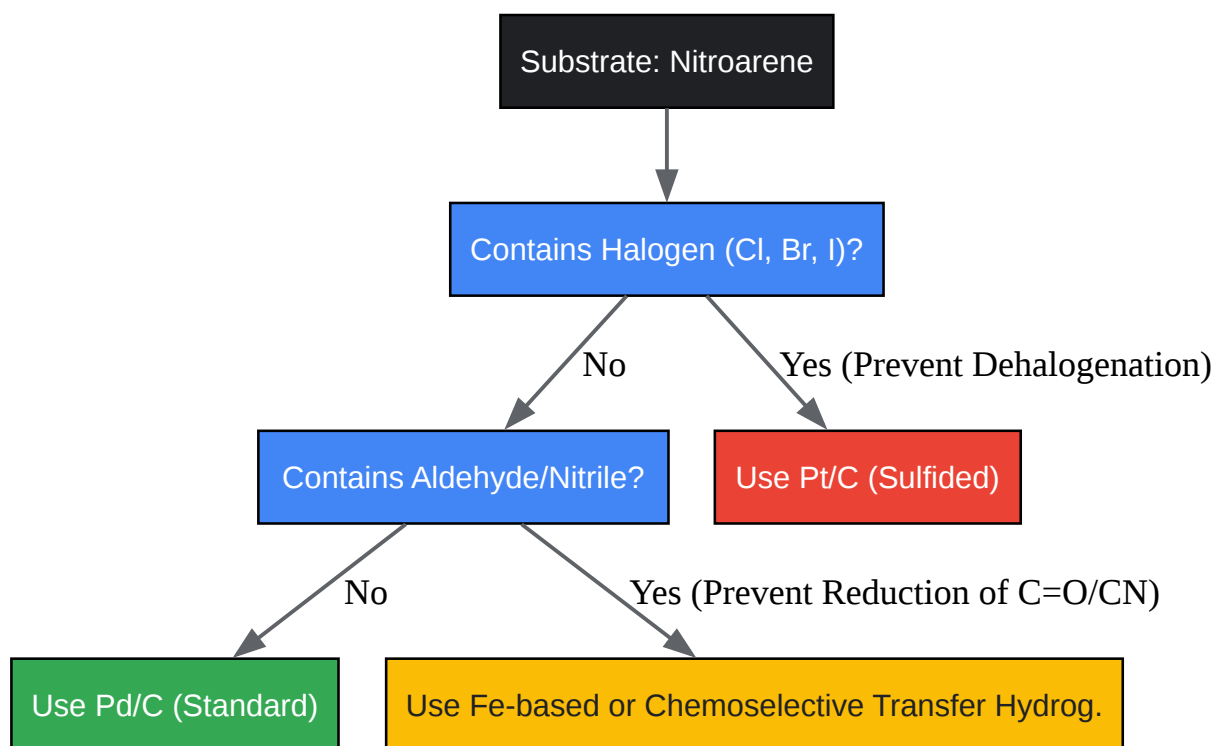 Substrate: Nitroarene
Contains Halogen (Cl, Br, I)?
No
Yes (Prevent Dehalogenation)
Contains Aldehyde/Nitrile?
Use Pt/C (Sulfided)
No
Yes (Prevent Reduction of C=O/CN)
Use Pd/C (Standard)
Use Fe-based or Chemoselective Transfer Hydrog.